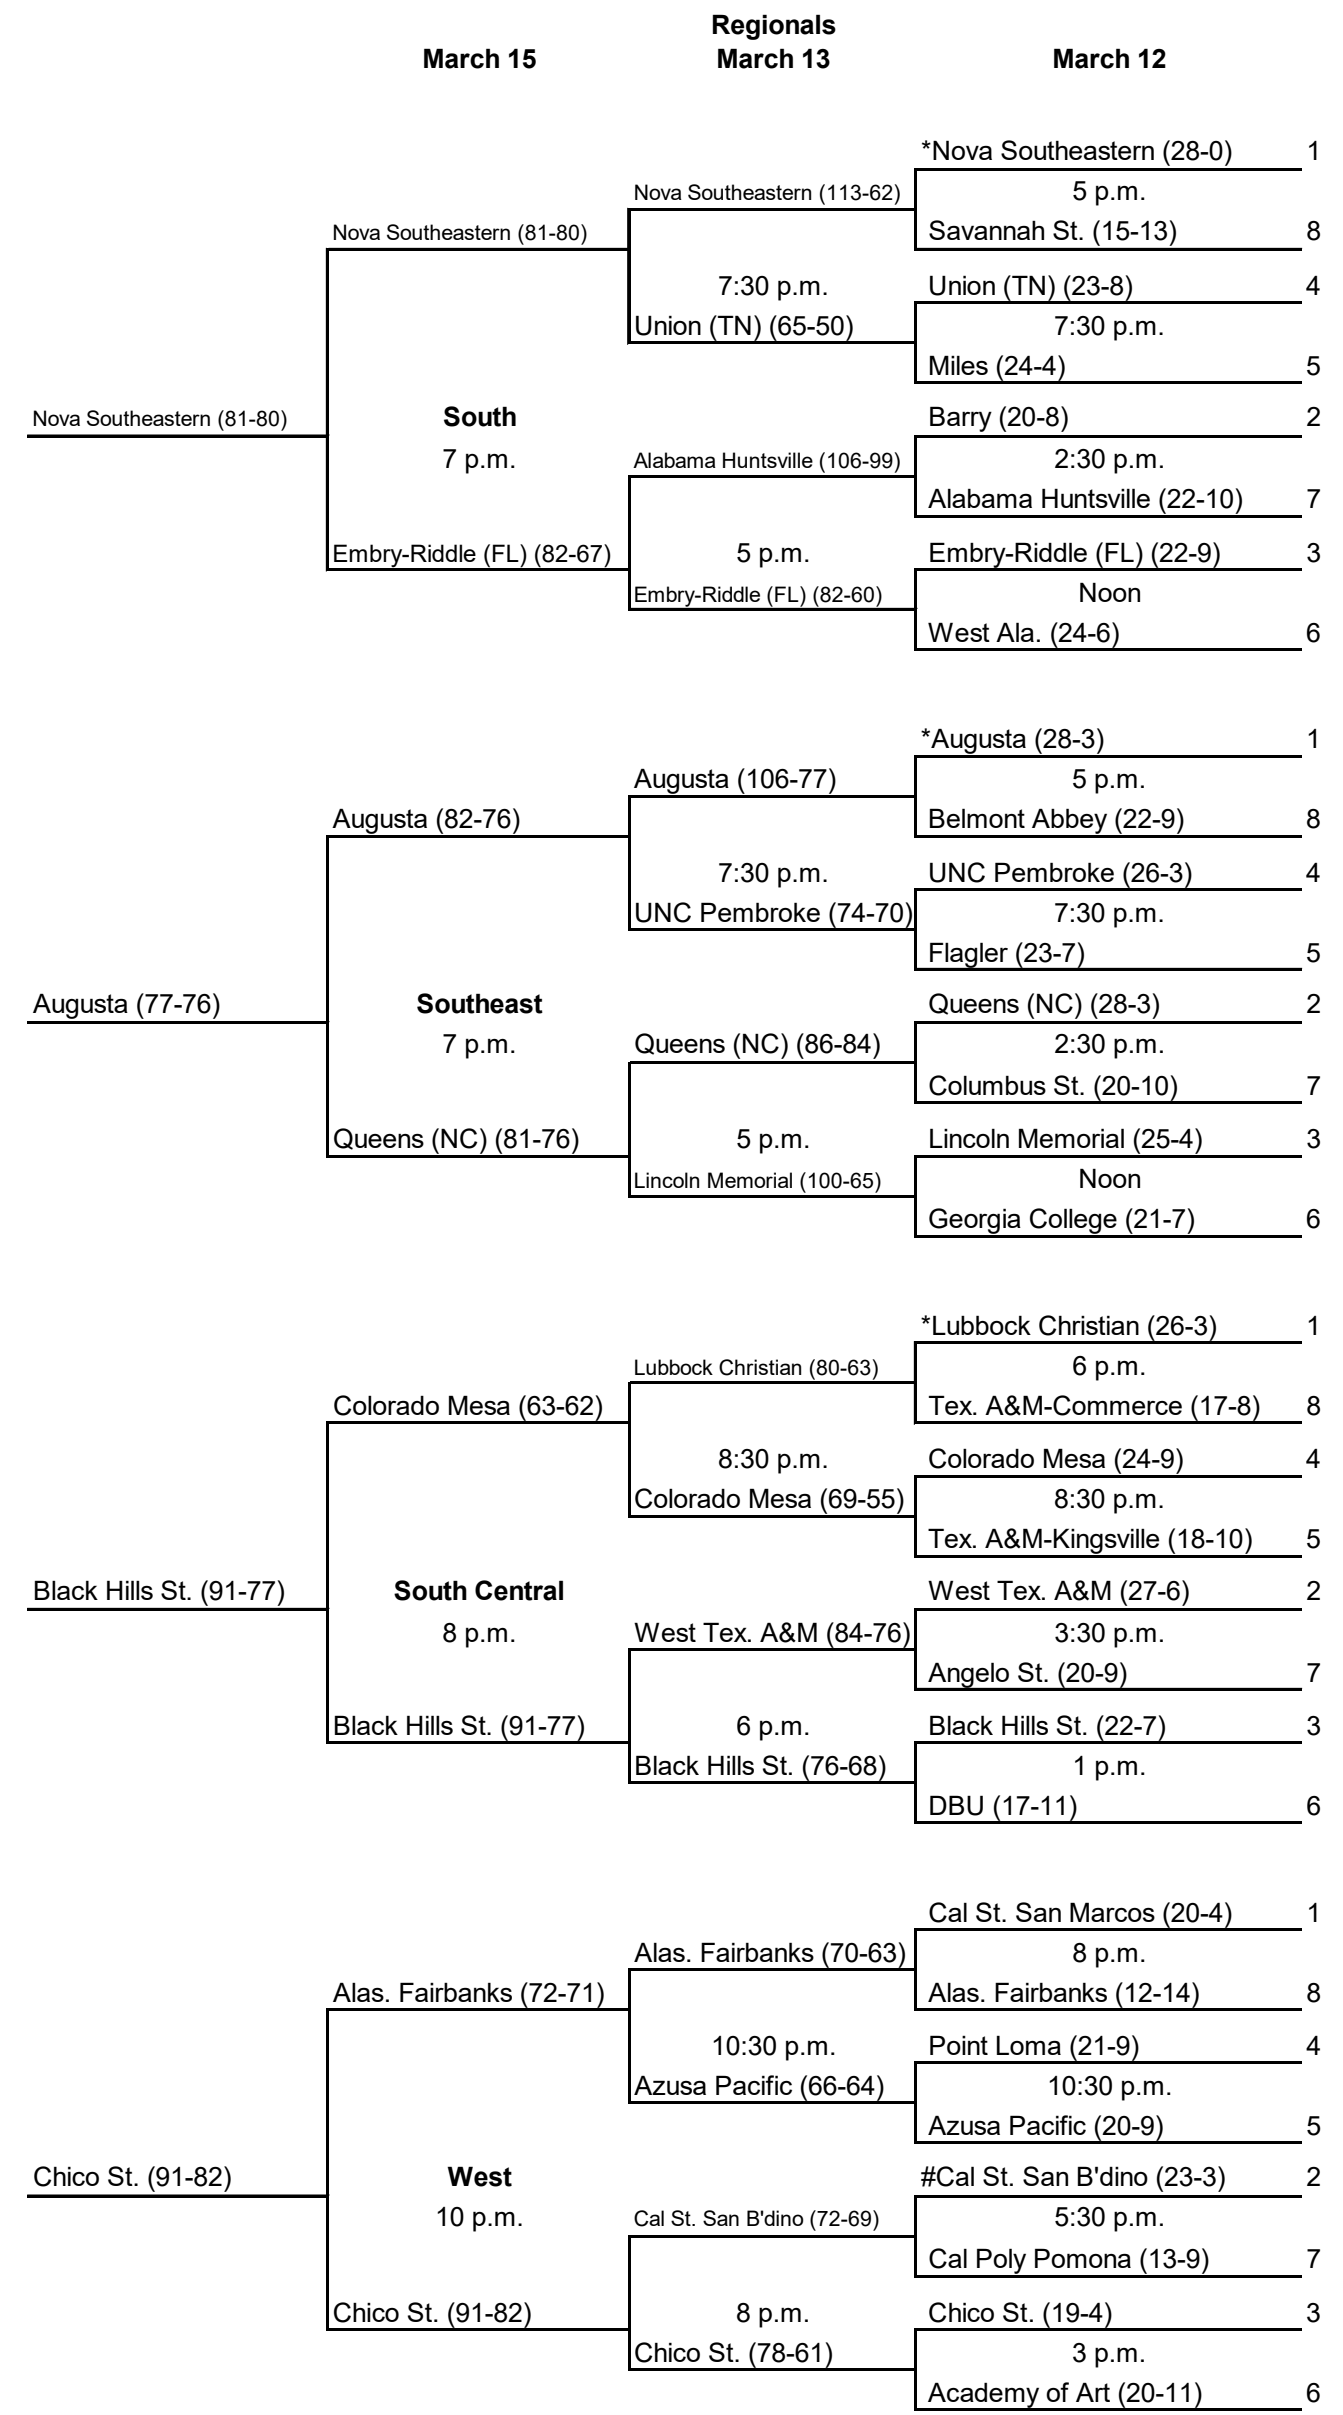 Regionals
March 15 March 13 March 12
*Nova Southeastern (28-0) 1
Nova Southeastern (113-62) 5 p.m.
Nova Southeastern (81-80) Savannah St. (15-13) 8
7:30 p.m. Union (TN) (23-8) 4
Union (TN) (65-50) 7:30 p.m.
Miles (24-4) 5
Nova Southeastern (81-80) South Barry (20-8) 2
7 p.m. Alabama Huntsville (106-99) 2:30 p.m.
Alabama Huntsville (22-10) 7
Embry-Riddle (FL) (82-67) 5 p.m. Embry-Riddle (FL) (22-9) 3
Embry-Riddle (FL) (82-60) Noon
West Ala. (24-6) 6
*Augusta (28-3) 1
Augusta (106-77) 5 p.m.
Augusta (82-76) Belmont Abbey (22-9) 8
7:30 p.m. UNC Pembroke (26-3) 4
UNC Pembroke (74-70) 7:30 p.m.
Flagler (23-7) 5
Augusta (77-76) Southeast Queens (NC) (28-3) 2
7 p.m. Queens (NC) (86-84) 2:30 p.m.
Columbus St. (20-10) 7
Queens (NC) (81-76) 5 p.m. Lincoln Memorial (25-4) 3
Lincoln Memorial (100-65) Noon
Georgia College (21-7) 6
*Lubbock Christian (26-3) 1
Lubbock Christian (80-63) 6 p.m.
Colorado Mesa (63-62) Tex. A&M-Commerce (17-8) 8
8:30 p.m. Colorado Mesa (24-9) 4
Colorado Mesa (69-55) 8:30 p.m.
Tex. A&M-Kingsville (18-10) 5
Black Hills St. (91-77) South Central West Tex. A&M (27-6) 2
8 p.m. West Tex. A&M (84-76) 3:30 p.m.
Angelo St. (20-9) 7
Black Hills St. (91-77) 6 p.m. Black Hills St. (22-7) 3
Black Hills St. (76-68) 1 p.m.
DBU (17-11) 6
Cal St. San Marcos (20-4) 1
Alas. Fairbanks (70-63) 8 p.m.
Alas. Fairbanks (72-71) Alas. Fairbanks (12-14) 8
10:30 p.m. Point Loma (21-9) 4
Azusa Pacific (66-64) 10:30 p.m.
Azusa Pacific (20-9) 5
Chico St. (91-82) West #Cal St. San B'dino (23-3) 2
10 p.m. Cal St. San B'dino (72-69) 5:30 p.m.
Cal Poly Pomona (13-9) 7
Chico St. (91-82) 8 p.m. Chico St. (19-4) 3
Chico St. (78-61) 3 p.m.
Academy of Art (20-11) 6